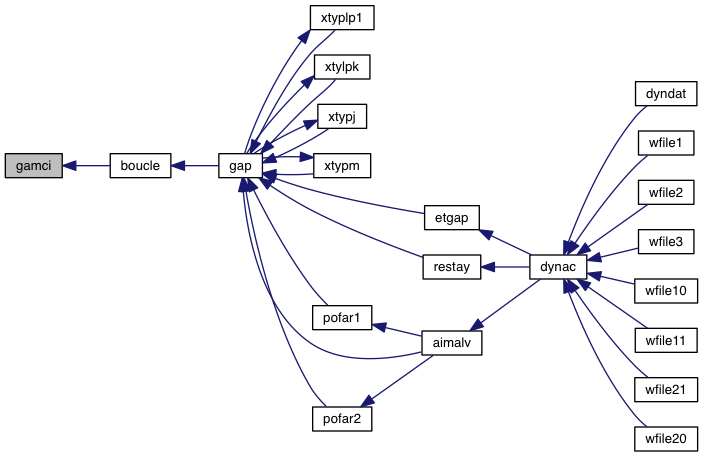 gamci
boucle
gap
xtyplp1
xtylpk
xtypj
xtypm
etgap
restay
pofar1
aimalv
pofar2
dynac
dyndat
wfile1
wfile2
wfile3
wfile10
wfile11
wfile21
wfile20